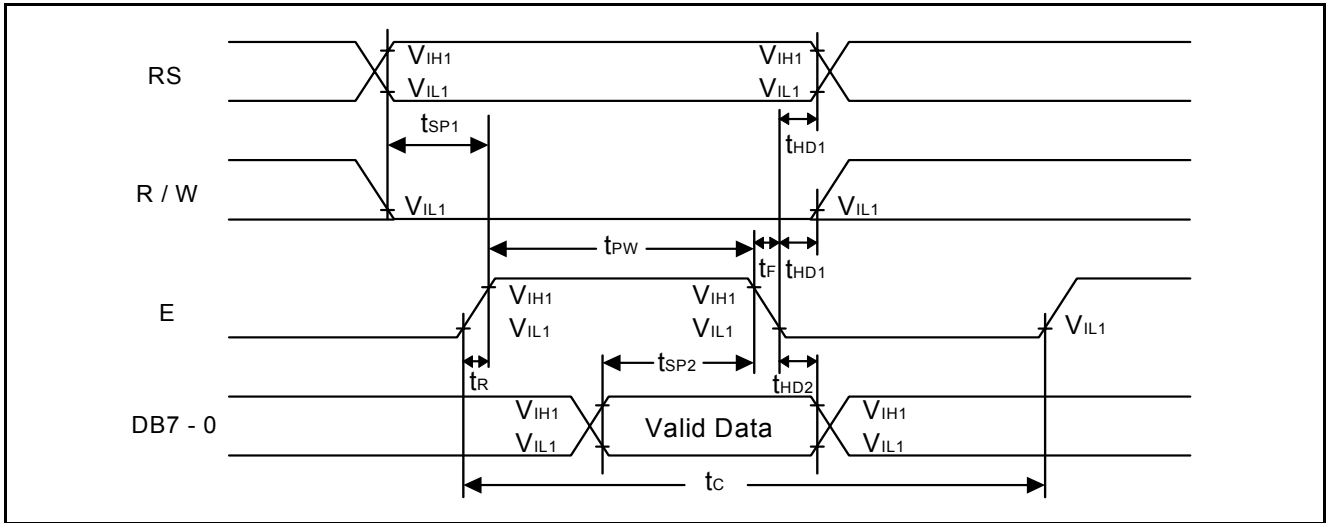 RS
VIH1
VIH1
VIL1
VIL1
tSP1
tHD1
R / W
VIL1
VIL1
tPW
tF
tHD1
E
VIH1
VIH1
VIL1
VIL1
VIL1
tR
tSP2
tHD2
DB7 - 0
VIH1
VIH1
Valid Data
VIL1
VIL1
tC